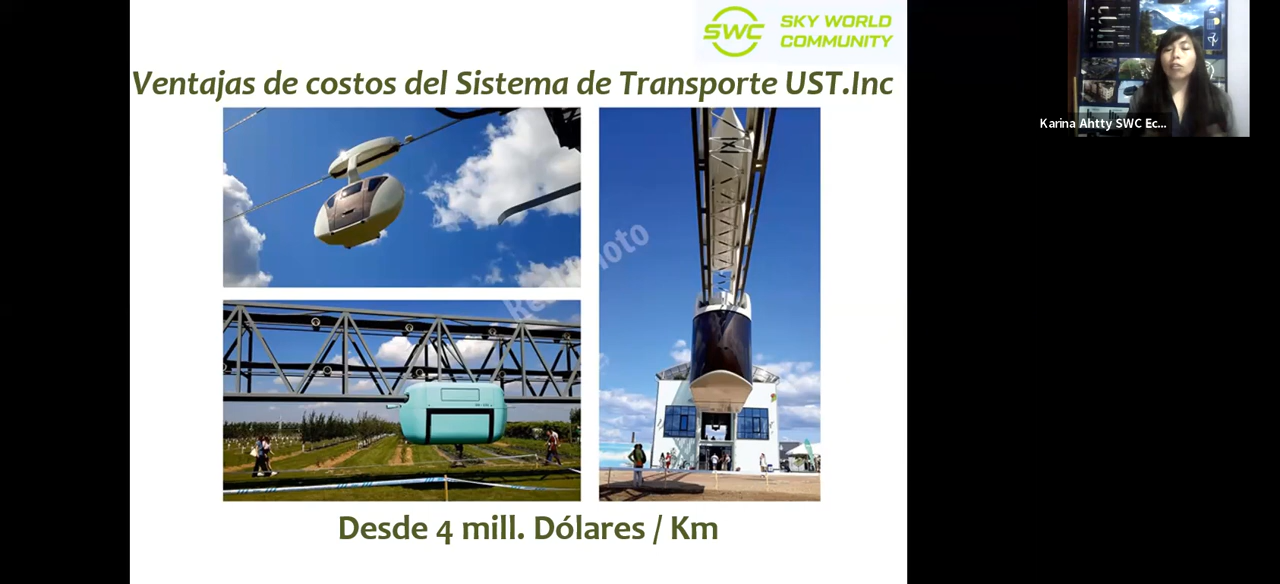 SWC
SKY WORLD
COMMUNITY
Ventajas de costos del Sistema de Transporte UST.Inc
Desde 4 mill. Dólares / Km
Karina Ahtty SWC Ec...